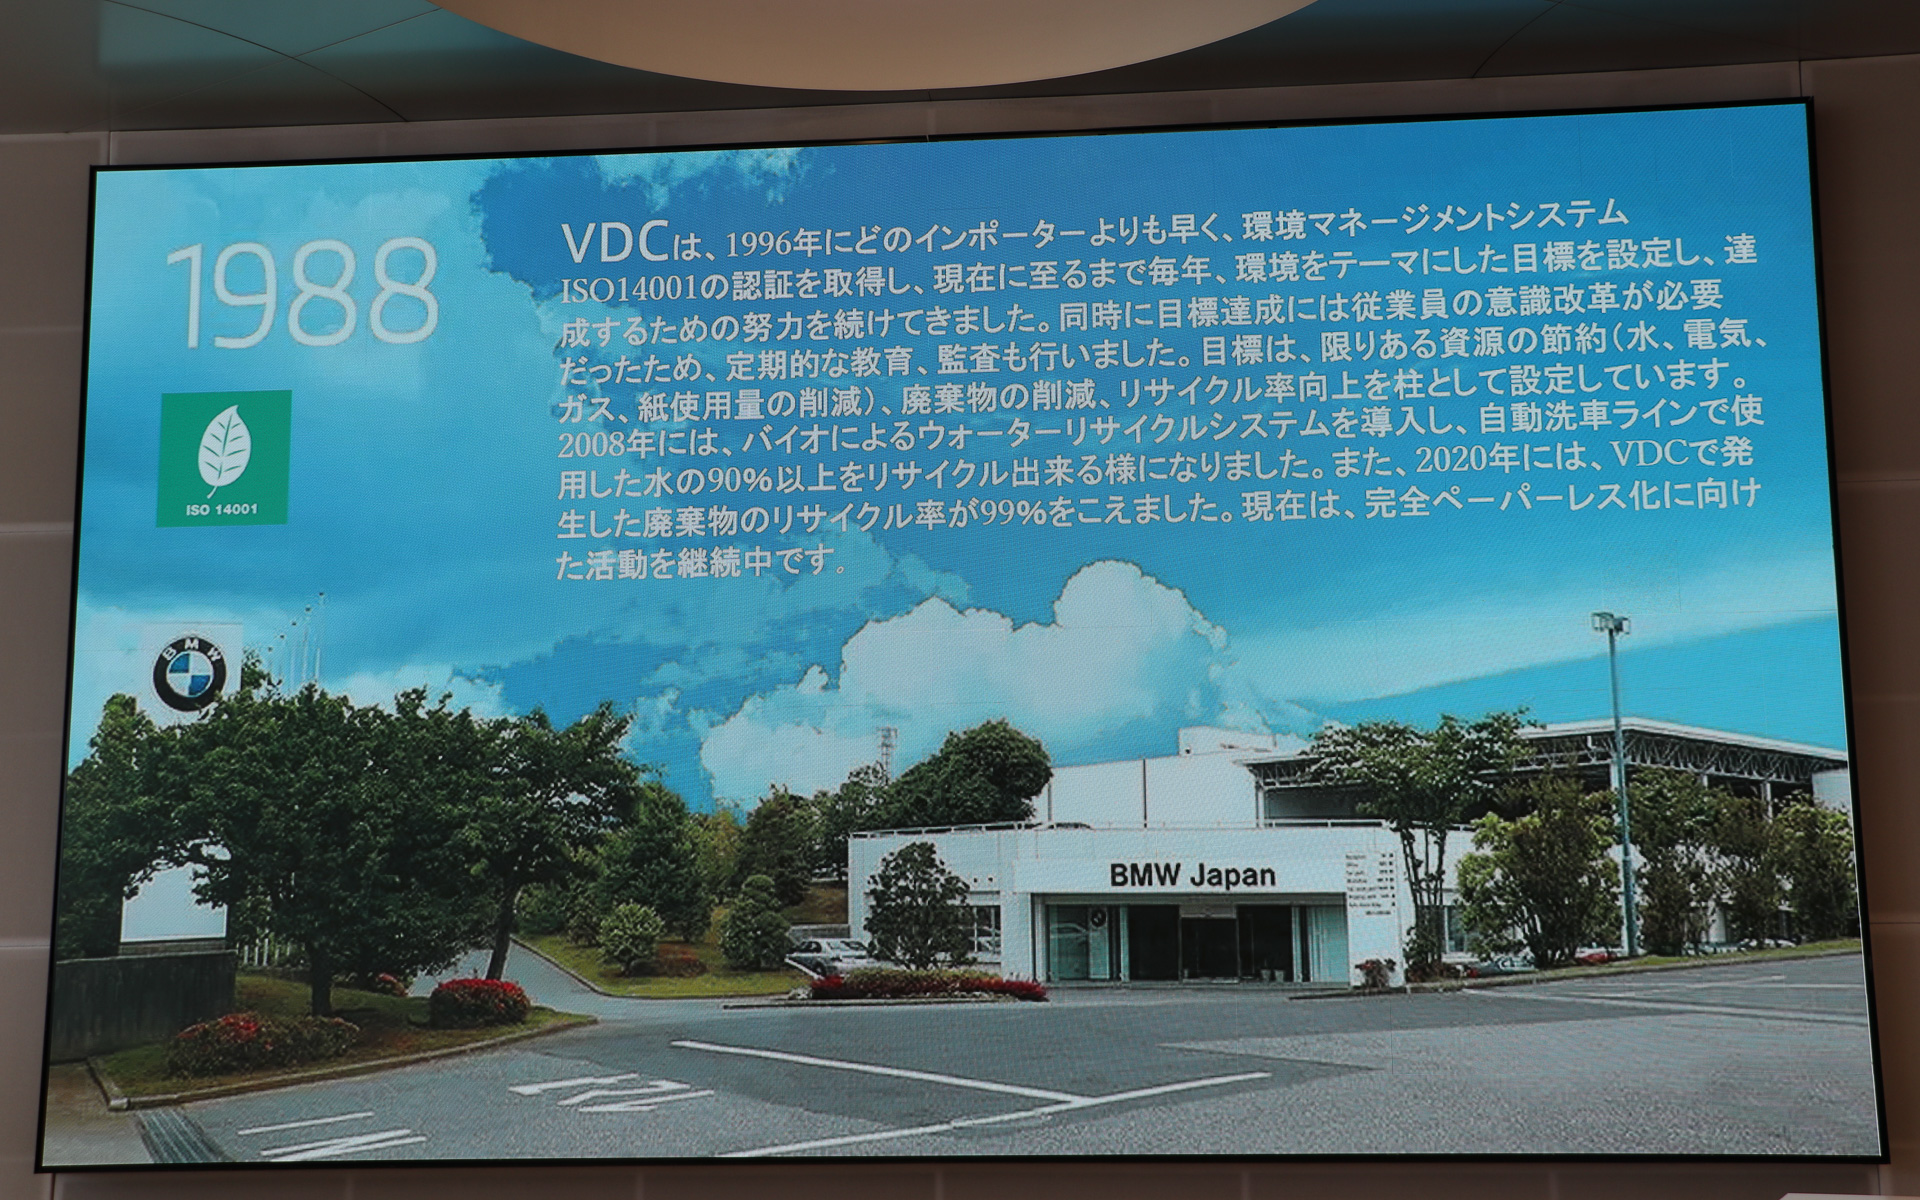 1988
VDCは、1996年にどのインポーターよりも早く、環境マネージメントシステム
ISO14001の認証を取得し、現在に至るまで毎年、環境をテーマにした目標を設定し、達
成するための努力を続けてきました。同時に目標達成には従業員の意識改革が必要
だったため、定期的な教育、監査も行いました。目標は、限りある資源の節約（水、電気、
ガス、紙使用量の削減）、廃棄物の削減、リサイクル率向上を柱として設定しています。
2008年には、バイオによるウォーターリサイクルシステムを導入し、自動洗車ラインで使
用した水の90%以上をリサイクル出来る様になりました。また、2020年には、VDCで発
生した廃棄物のリサイクル率が99%をこえました。現在は、完全ペーパーレス化に向け
た活動を継続中です。
ISO 14001
BMW
BMW Japan